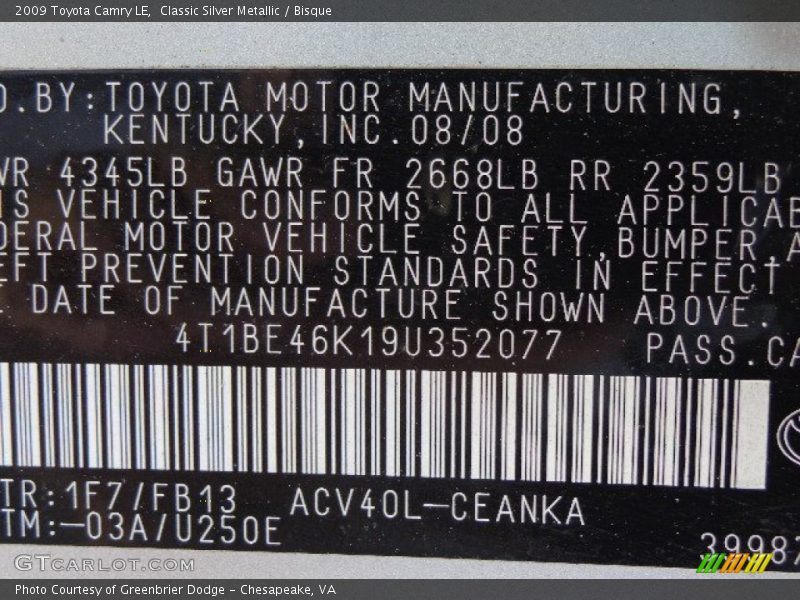 2009 Toyota Camry LE, Classic Silver Metallic / Bisque
D.BY:TOYOTA MOTOR MANUFACTURING,
KENTUCKY,INC.08/08
WR 4345LB GAWR FR 2668LB RR 2359LB
IS VEHICLE CONFORMS TO ALL APPLICAB
DERAL MOTOR VEHICLE SAFETY,BUMPER,A
EFT PREVENTION STANDARDS IN EFFECT
E DATE OF MANUFACTURE SHOWN ABOVE.
4T1BE46K19U352077 PASS.CA
TR:1F7/FB13 ACV40L-CEANKA
TM:-03A/U250E
39987
GTCarLot.com
Photo Courtesy of Greenbrier Dodge - Chesapeake, VA